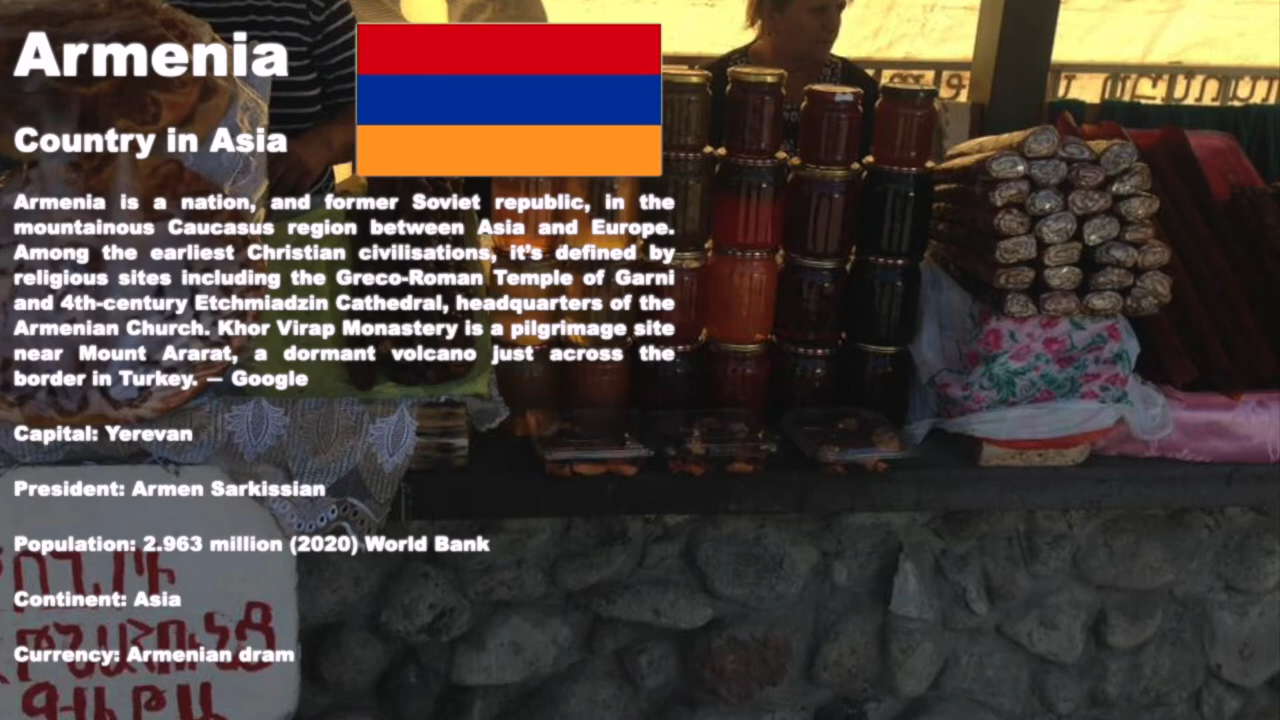 Armenia
Country in Asia
Armenia is a nation, and former Soviet republic, in the
mountainous Caucasus region between Asia and Europe.
Among the earliest Christian civilisations, it’s defined by
religious sites including the Greco-Roman Temple of Garni
and 4th-century Etchmiadzin Cathedral, headquarters of the
Armenian Church. Khor Virap Monastery is a pilgrimage site
near Mount Ararat, a dormant volcano just across the
border in Turkey. — Google
Capital: Yerevan
President: Armen Sarkissian
Population: 2.963 million (2020) World Bank
Continent: Asia
Currency: Armenian dram